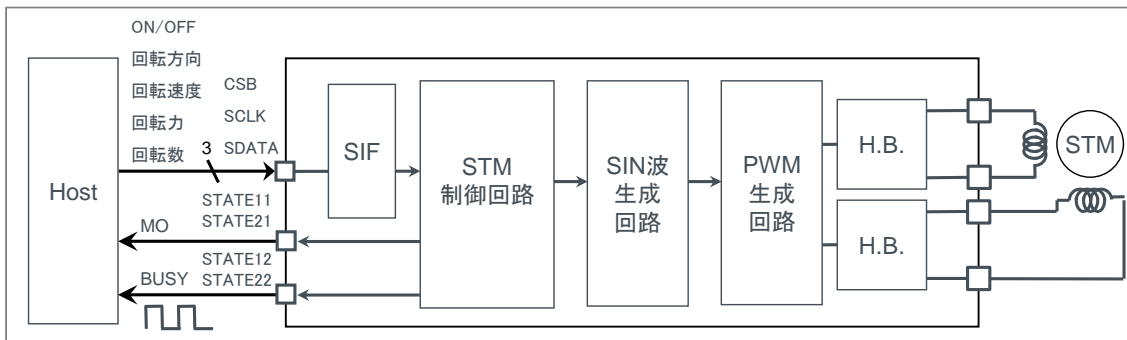 ON/OFF
回転方向
回転速度
回転力
回転数
CSB
SCLK
SDATA
3
Host
STATE11
STATE21
MO
STATE12
STATE22
BUSY
SIF
STM
制御回路
SIN波
生成
回路
PWM
生成
回路
H.B.
H.B.
STM